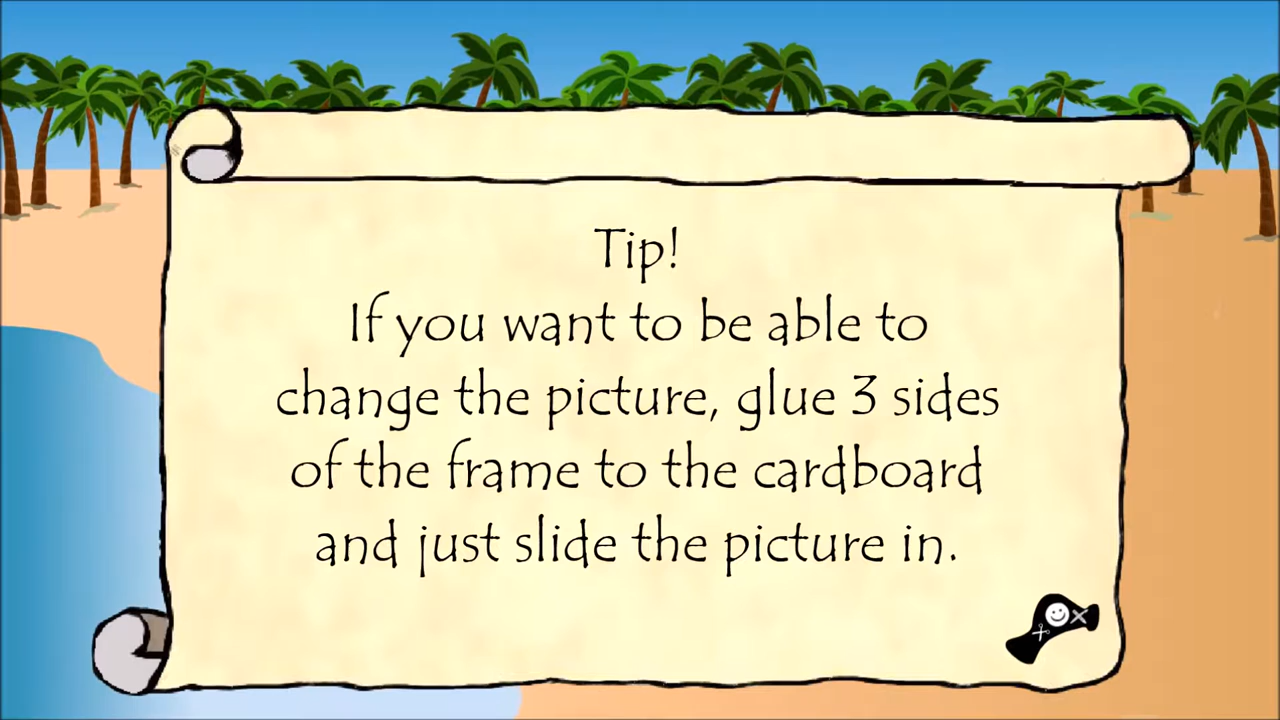 Tip!
If you want to be able to
change the picture, glue 3 sides
of the frame to the cardboard
and just slide the picture in.